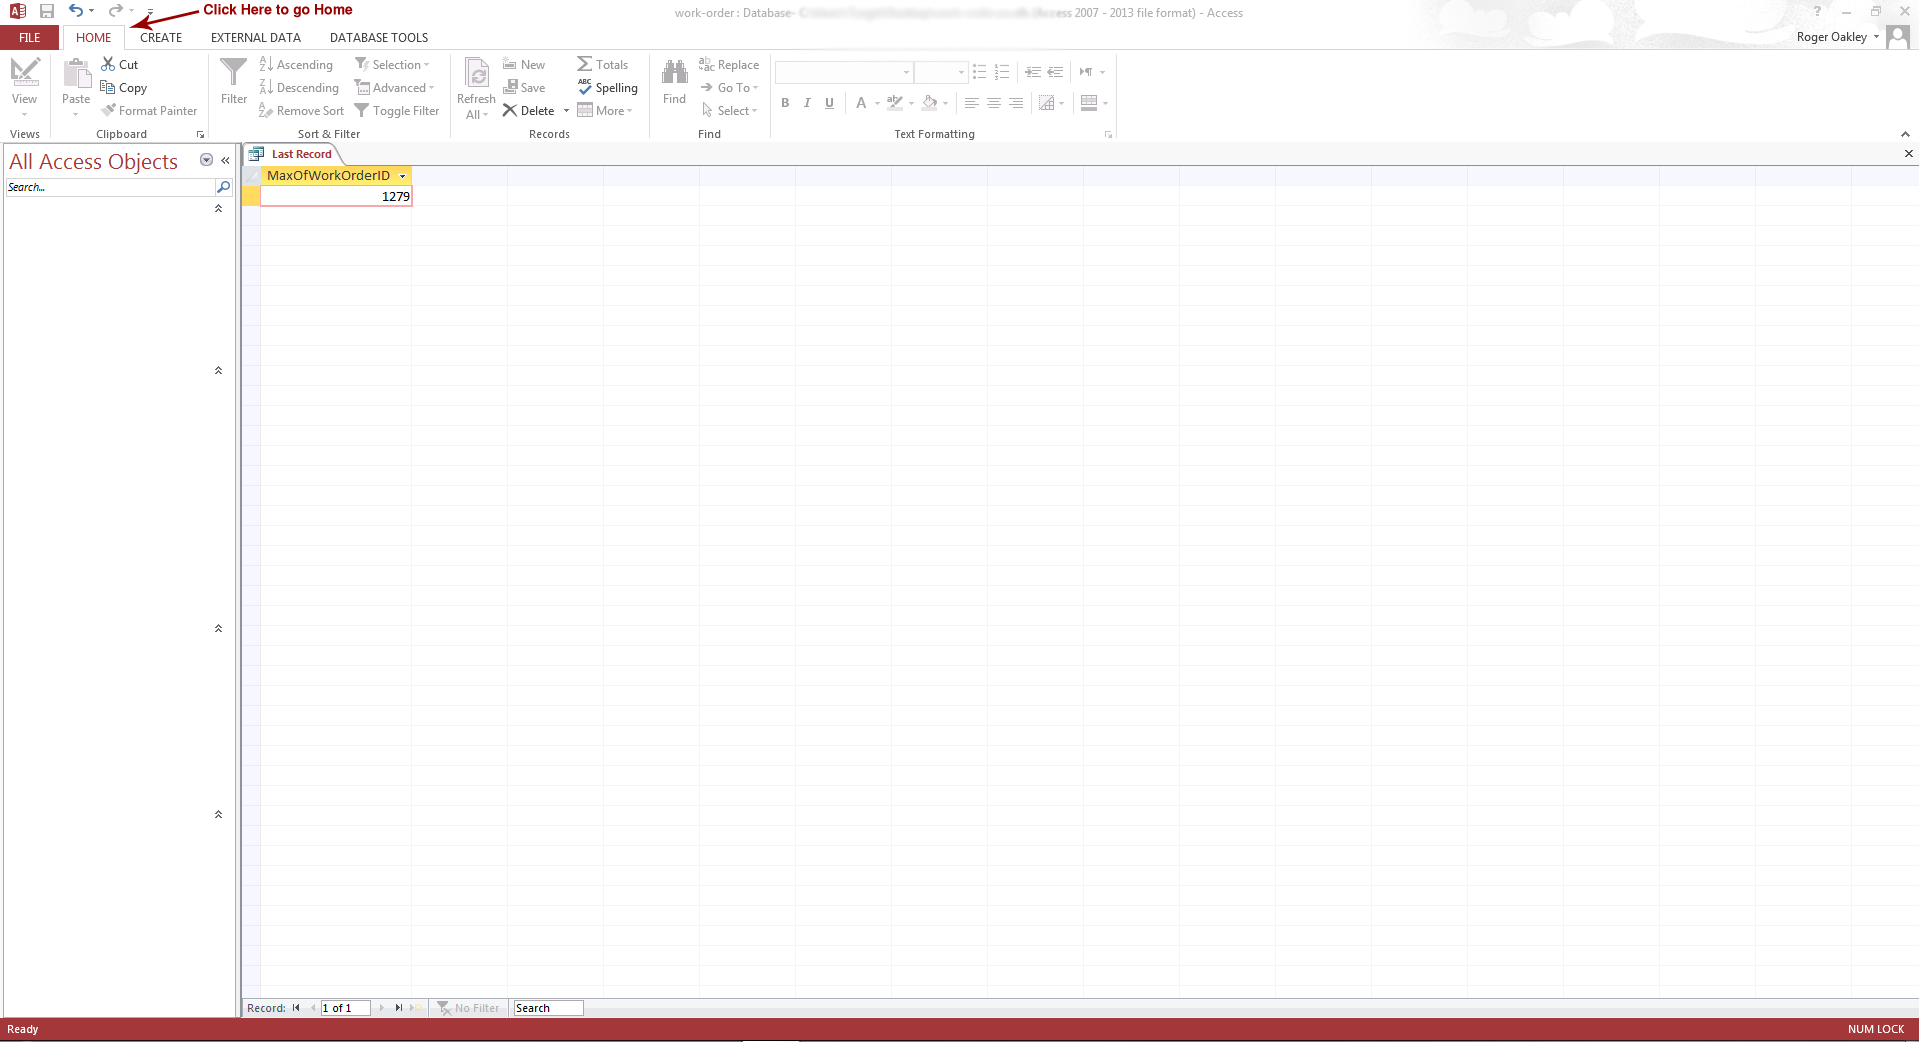 Click Here to go Home
work-order : Database- 2007 - 2013 file format) - Access
?
FILE HOME CREATE EXTERNAL DATA DATABASE TOOLS
Roger Oakley
View
Views
Paste
Cut
Copy
Format Painter
Clipboard
Filter
Ascending
Descending
Remove Sort
Selection
Advanced
Toggle Filter
Sort & Filter
Refresh
All
New
Save
Delete
Totals
Spelling
More
Records
Find
Replace
Go To
Select
Find
B I U A
Text Formatting
All Access Objects
Search...
Last Record
MaxOfWorkOrderID
1279
Record: 1 of 1 No Filter Search
Ready
NUM LOCK